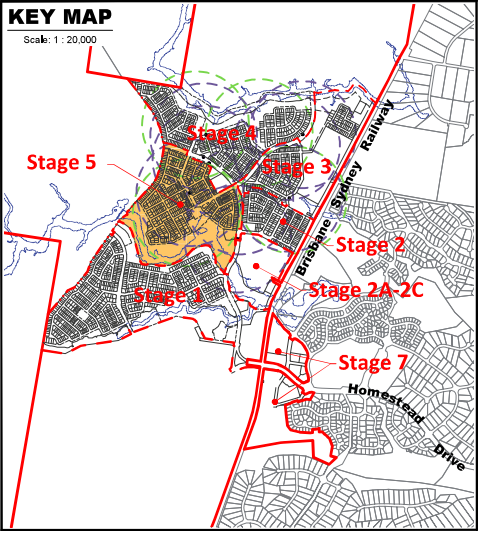 KEY MAP
Scale: 1 : 20,000
Stage 4
Stage 5
Stage 3
Brisbane Sydney Railway
Stage 2
Stage 2A-2C
Stage 1
Stage 7
Homestead Drive